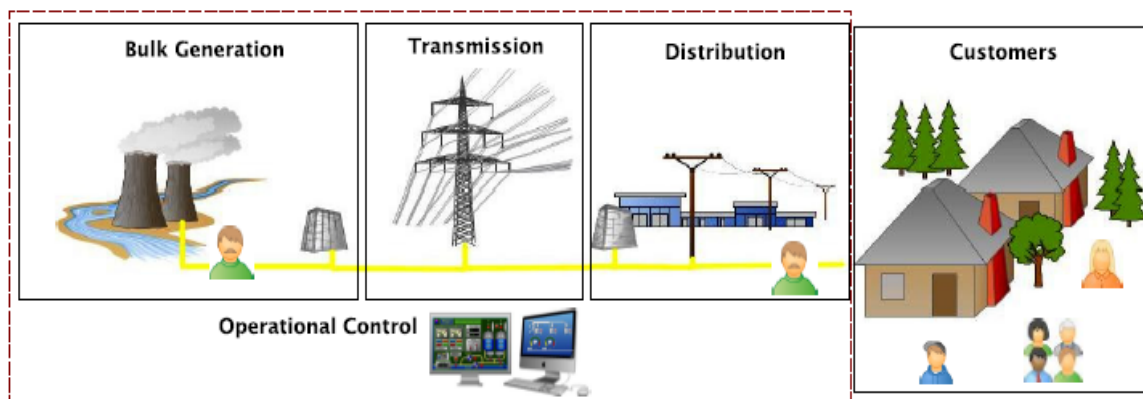 Bulk Generation
Transmission
Distribution
Customers
Operational Control